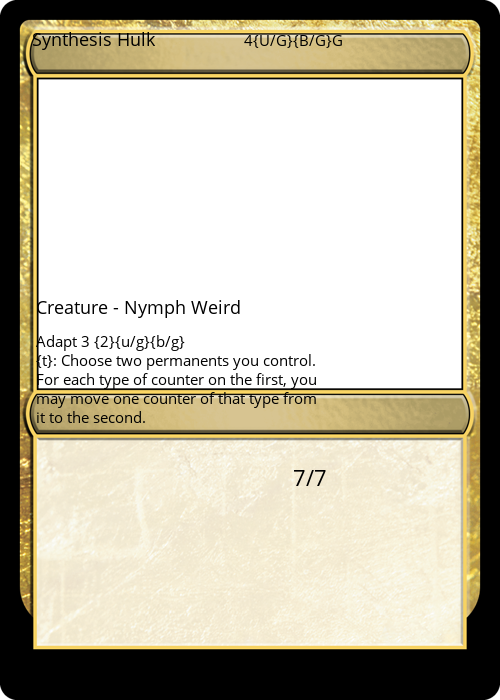 Synthesis Hulk 4{U/G}{B/G}G
Creature - Nymph Weird
Adapt 3 {2}{u/g}{b/g}
{t}: Choose two permanents you control.
For each type of counter on the first, you
may move one counter of that type from
it to the second.
7/7